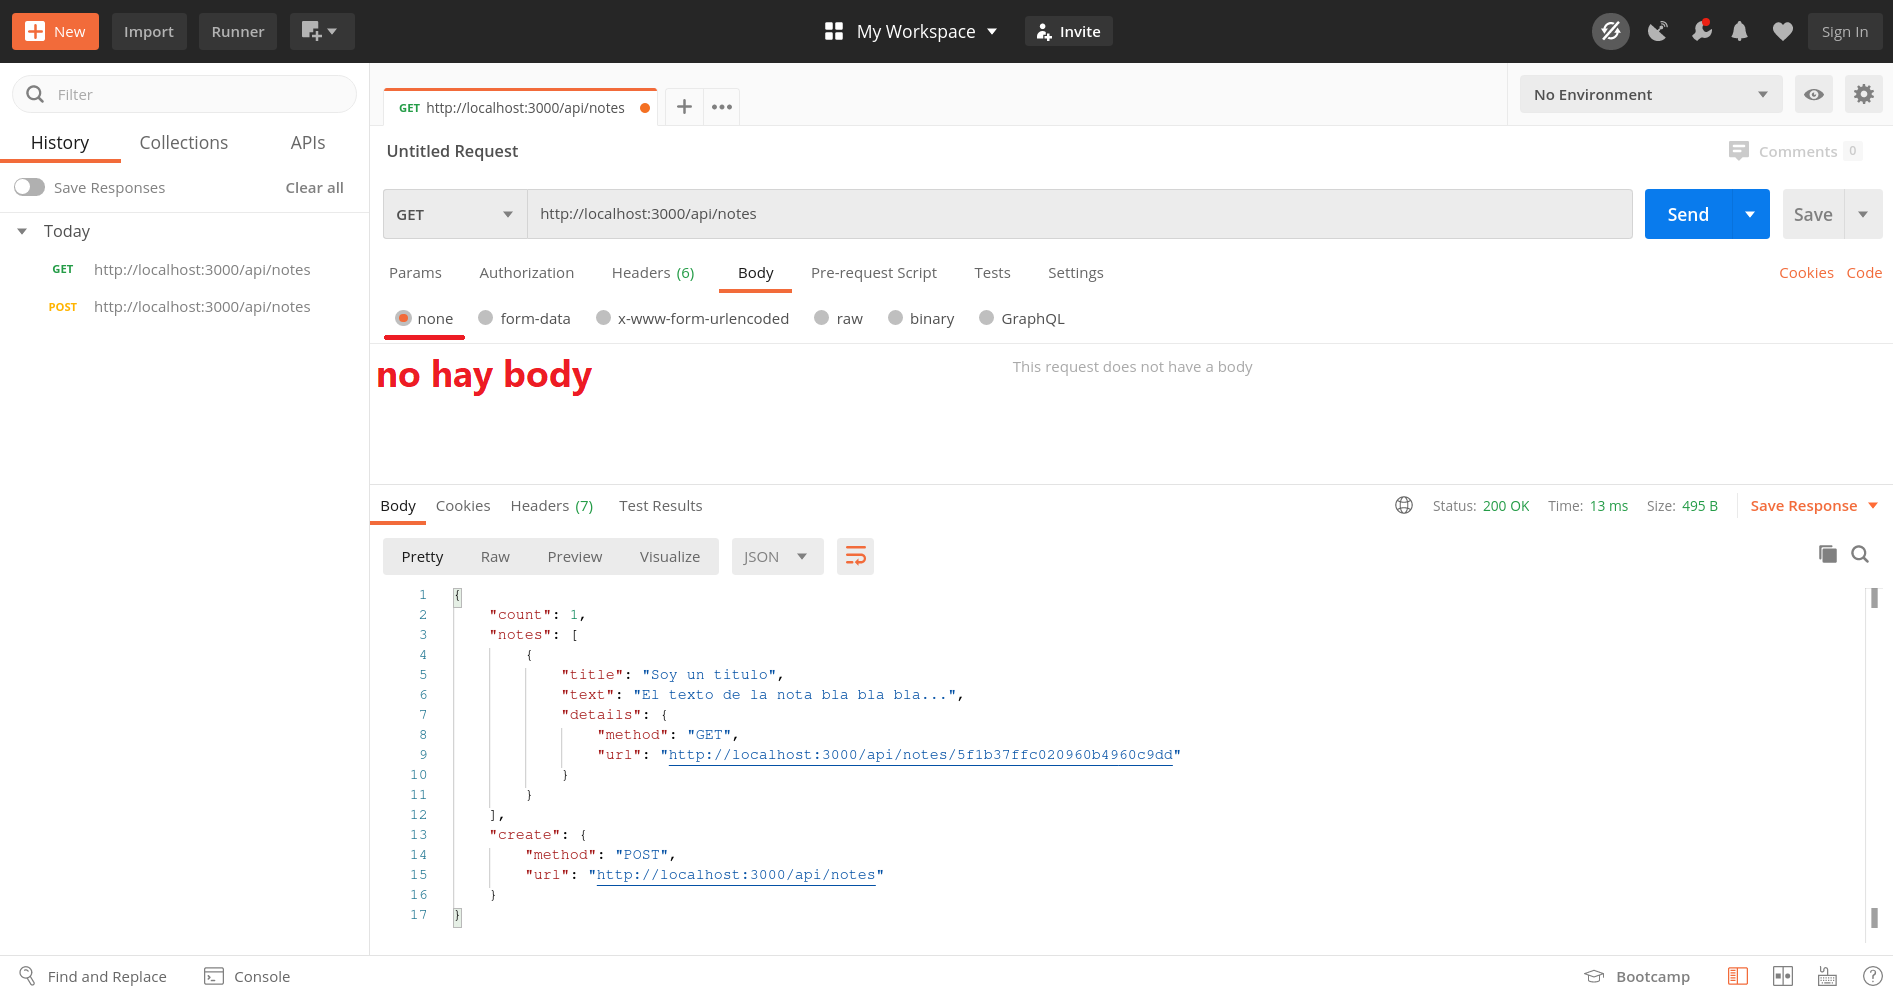 New Import Runner My Workspace Invite Sign In
Filter
History Collections APIs
Save Responses Clear all
Today
GET http://localhost:3000/api/notes
POST http://localhost:3000/api/notes
GET http://localhost:3000/api/notes
No Environment
Untitled Request Comments 0
GET http://localhost:3000/api/notes Send Save
Params Authorization Headers (6) Body Pre-request Script Tests Settings Cookies Code
none form-data x-www-form-urlencoded raw binary GraphQL
no hay body
This request does not have a body
Body Cookies Headers (7) Test Results Status: 200 OK Time: 13 ms Size: 495 B Save Response
Pretty Raw Preview Visualize JSON
1 {
2 "count": 1,
3 "notes": [
4 {
5 "title": "Soy un titulo",
6 "text": "El texto de la nota bla bla bla...",
7 "details": {
8 "method": "GET",
9 "url": "http://localhost:3000/api/notes/5f1b37ffc020960b4960c9dd"
10 }
11 }
12 ],
13 "create": {
14 "method": "POST",
15 "url": "http://localhost:3000/api/notes"
16 }
17 }
Find and Replace Console Bootcamp